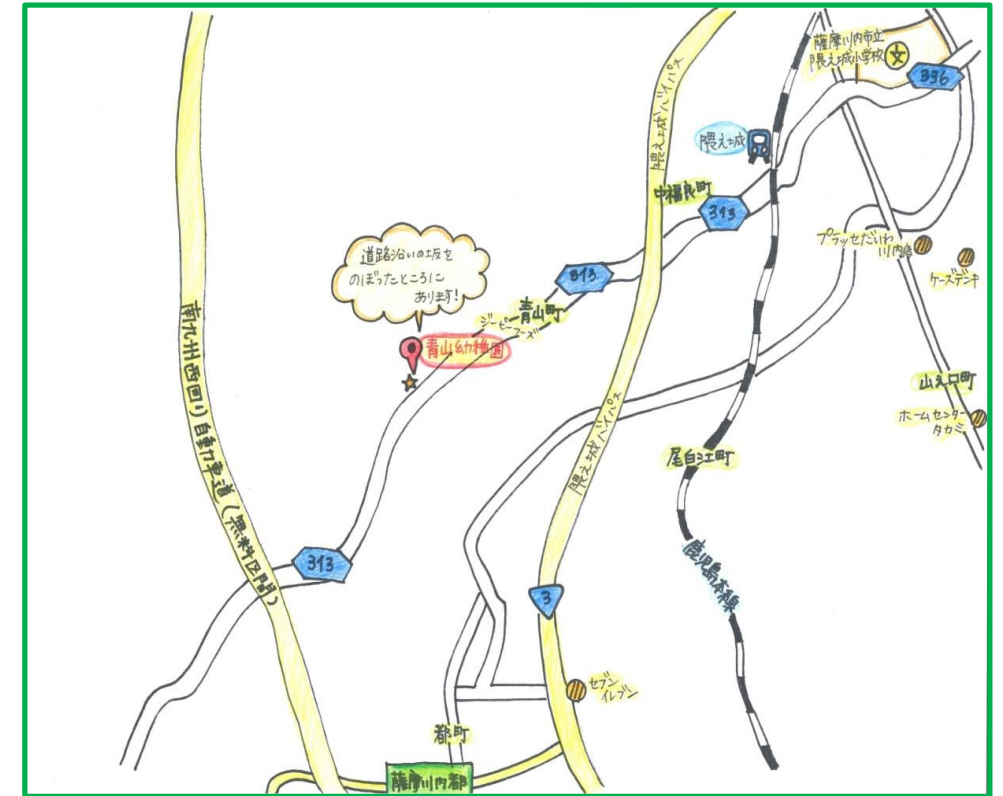 薩摩川内市立
隈之城小学校
文
336
隈之城バイパス
隈之城
中福良町
313
プラッセだいわ
川内店
ケーズデンキ
道路沿いの坂を
のぼったところに
あります!
313
青山町
ジーピーフーズ
青山幼稚園
南九州西回り自動車道(無料区間)
山之口町
ホームセンター
タカミ
隈之城バイパス
尾白江町
313
鹿児島本線
3
セブン
イレブン
都町
薩摩川内都